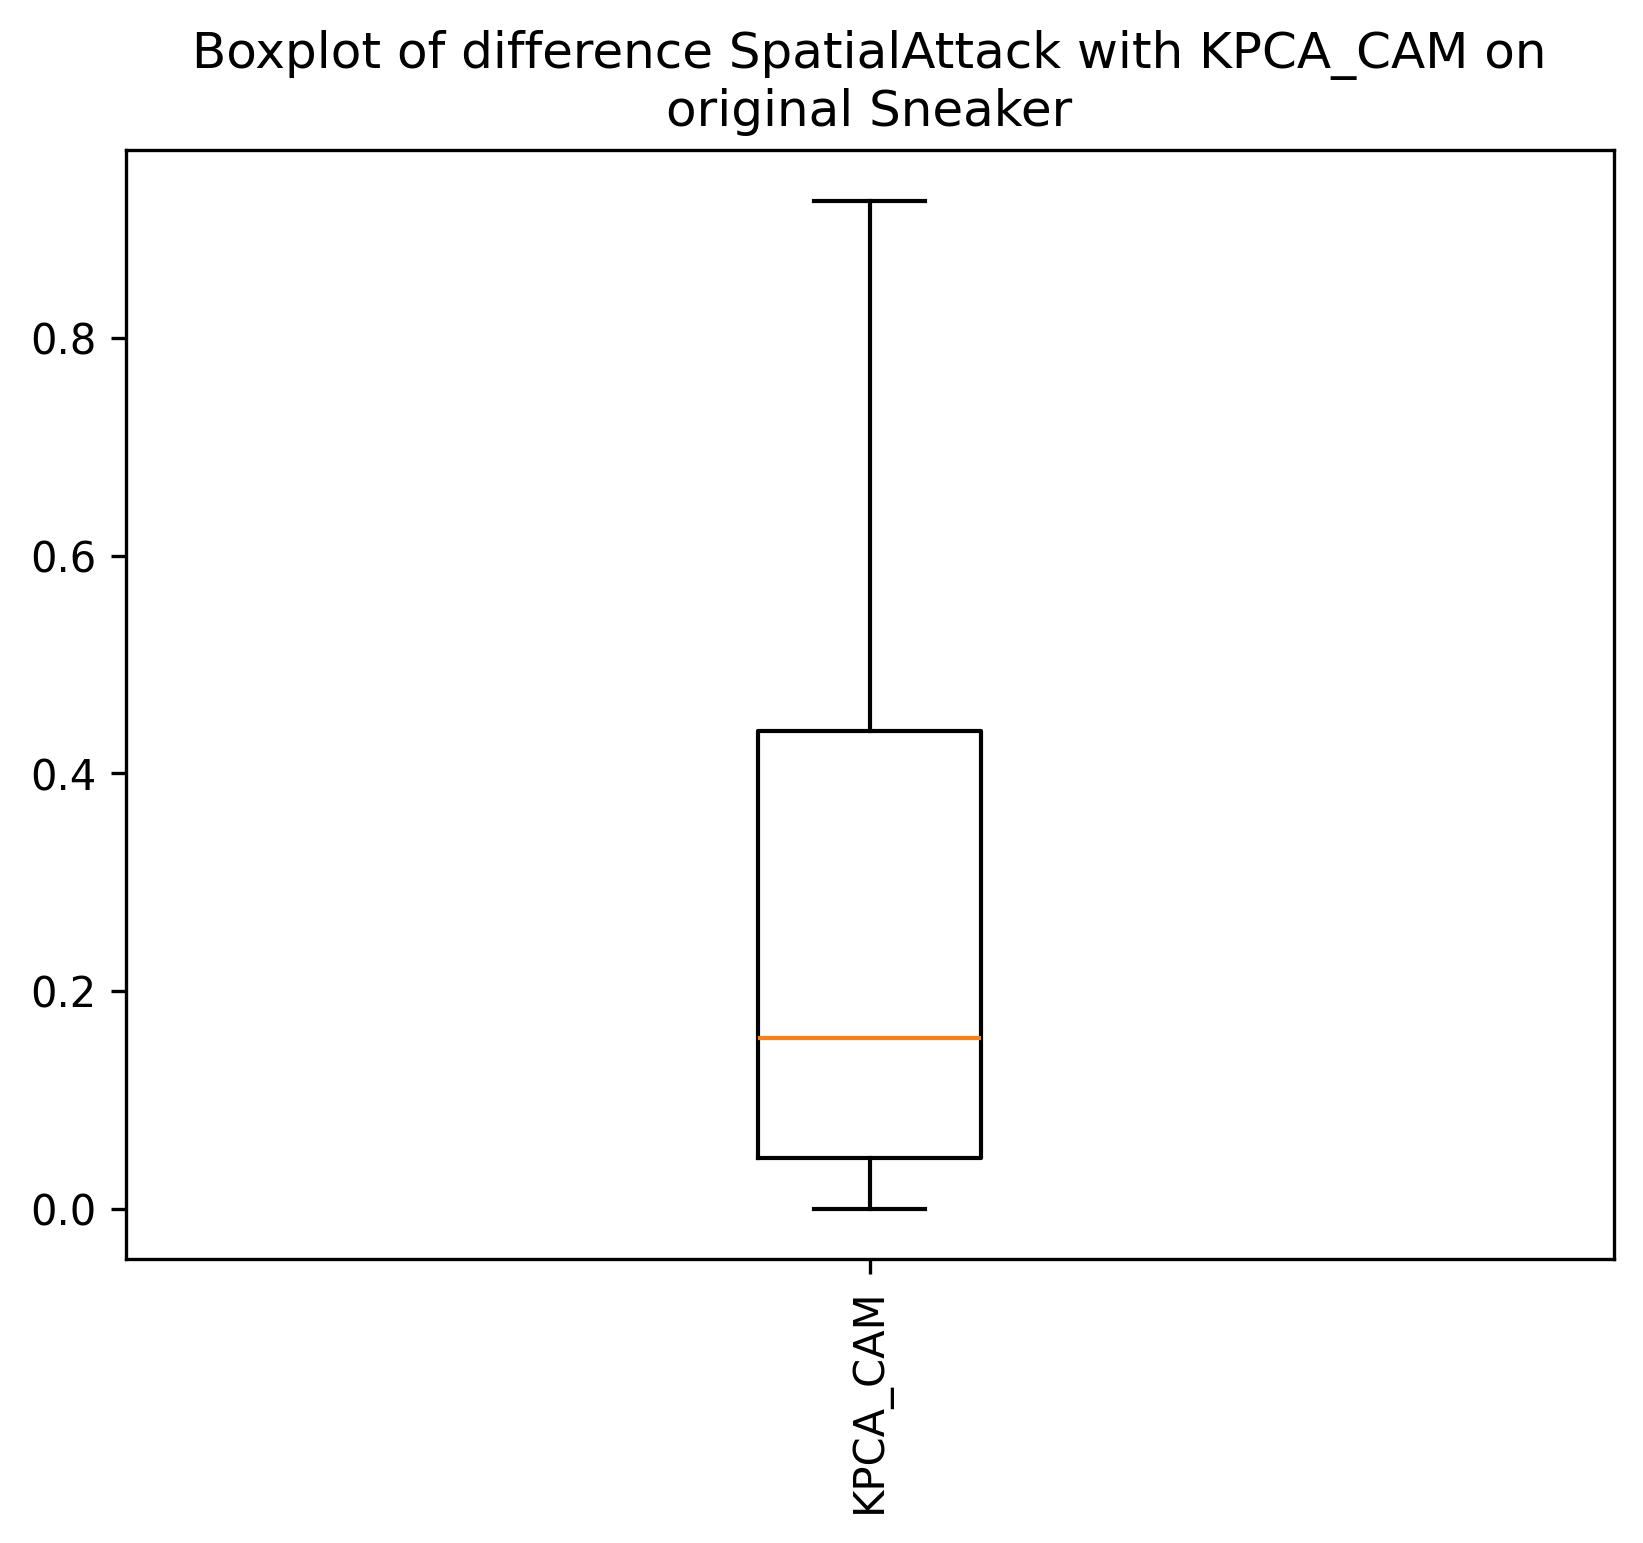 Boxplot of difference SpatialAttack with KPCA_CAM on
original Sneaker
0.8
0.6
0.4
0.2
0.0
KPCA_CAM